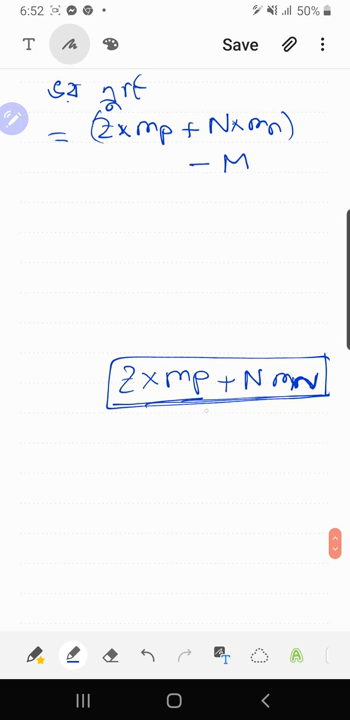 6:52
50%
T
Save
= (Z x mp + N x mn)
- M
Z x mp + N mn
T
A